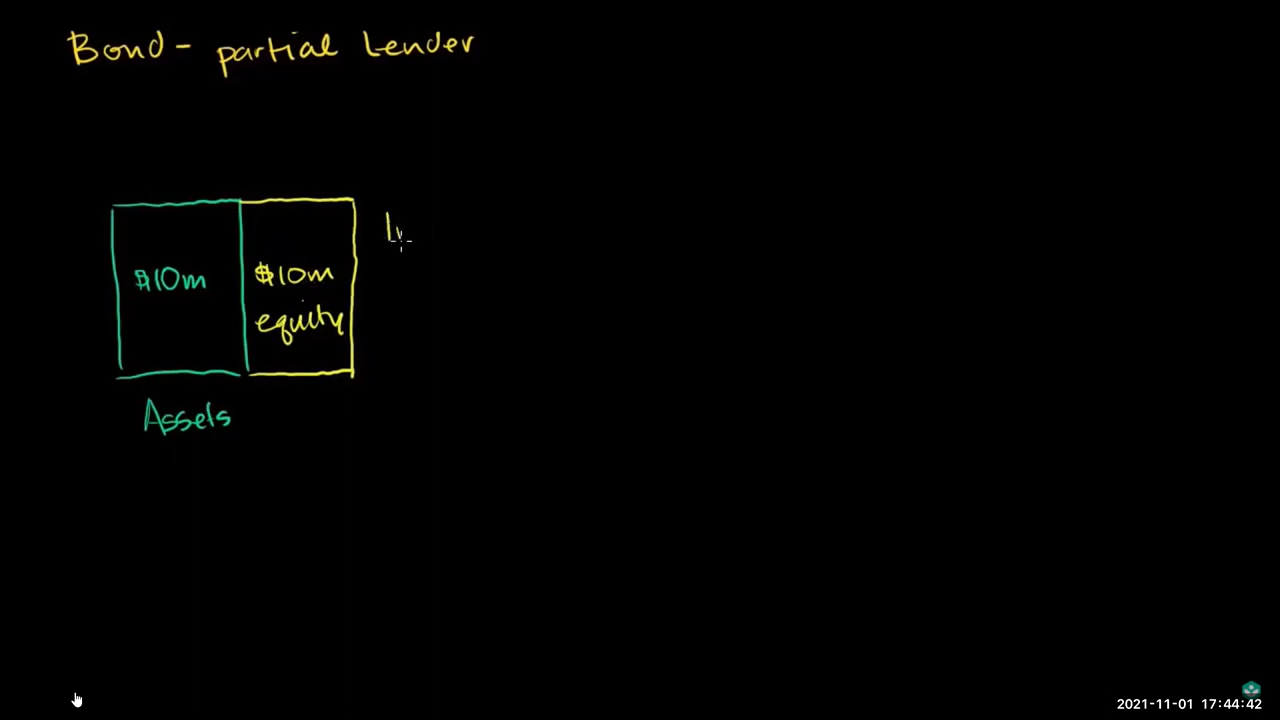 Bond - partial Lender
$10m
$10m
equity
Assets
2021-11-01 17:44:42